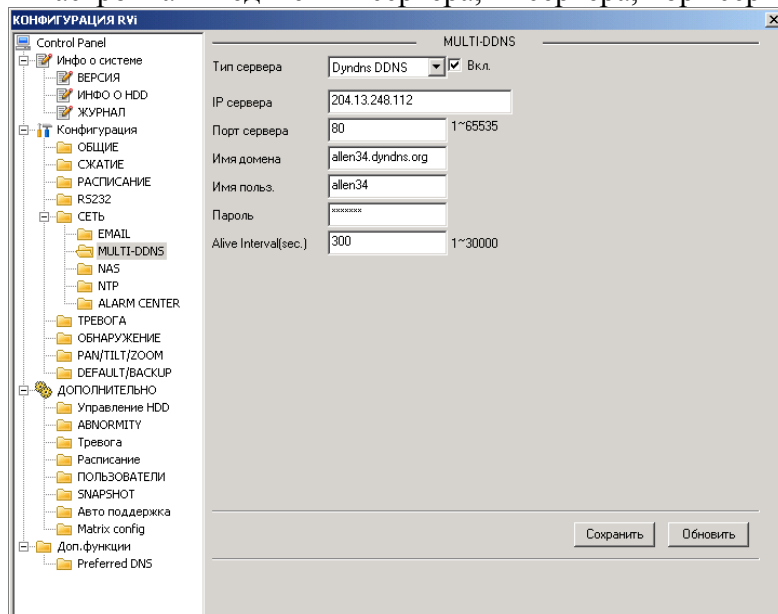 КОНФИГУРАЦИЯ RVi
Control Panel
Инфо о системе
ВЕРСИЯ
ИНФО О HDD
ЖУРНАЛ
Конфигурация
ОБЩИЕ
СЖАТИЕ
РАСПИСАНИЕ
RS232
СЕТЬ
EMAIL
MULTI-DDNS
NAS
NTP
ALARM CENTER
ТРЕВОГА
ОБНАРУЖЕНИЕ
PAN/TILT/ZOOM
DEFAULT/BACKUP
ДОПОЛНИТЕЛЬНО
Управление HDD
ABNORMITY
Тревога
Расписание
ПОЛЬЗОВАТЕЛИ
SNAPSHOT
Авто поддержка
Matrix config
Доп.функции
Preferred DNS
MULTI-DDNS
Тип сервера Dyndns DDNS Вкл.
IP сервера 204.13.248.112
Порт сервера 80 1~65535
Имя домена allen34.dyndns.org
Имя польз. allen34
Пароль xxxxxxx
Alive Interval(sec.) 300 1~30000
Сохранить Обновить